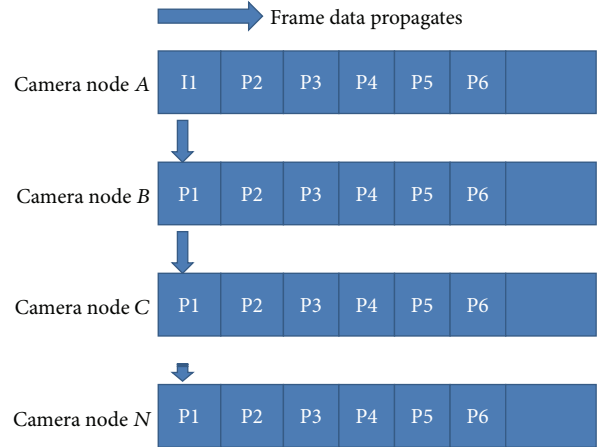 Frame data propagates
Camera node A I1 P2 P3 P4 P5 P6
Camera node B P1 P2 P3 P4 P5 P6
Camera node C P1 P2 P3 P4 P5 P6
Camera node N P1 P2 P3 P4 P5 P6